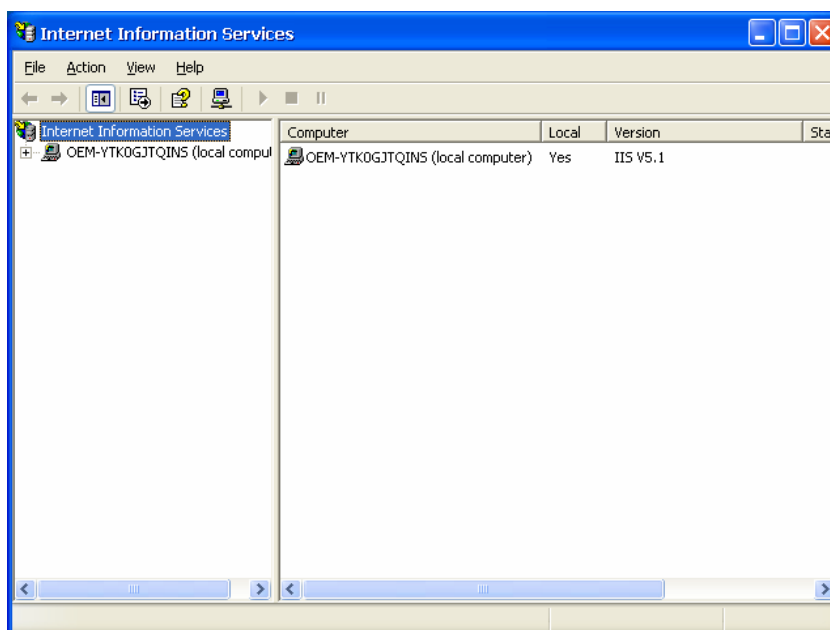 Internet Information Services
File Action View Help
Internet Information Services
OEM-YTK0GJTQINS (local comput
Computer Local Version Sta
OEM-YTK0GJTQINS (local computer) Yes IIS V5.1